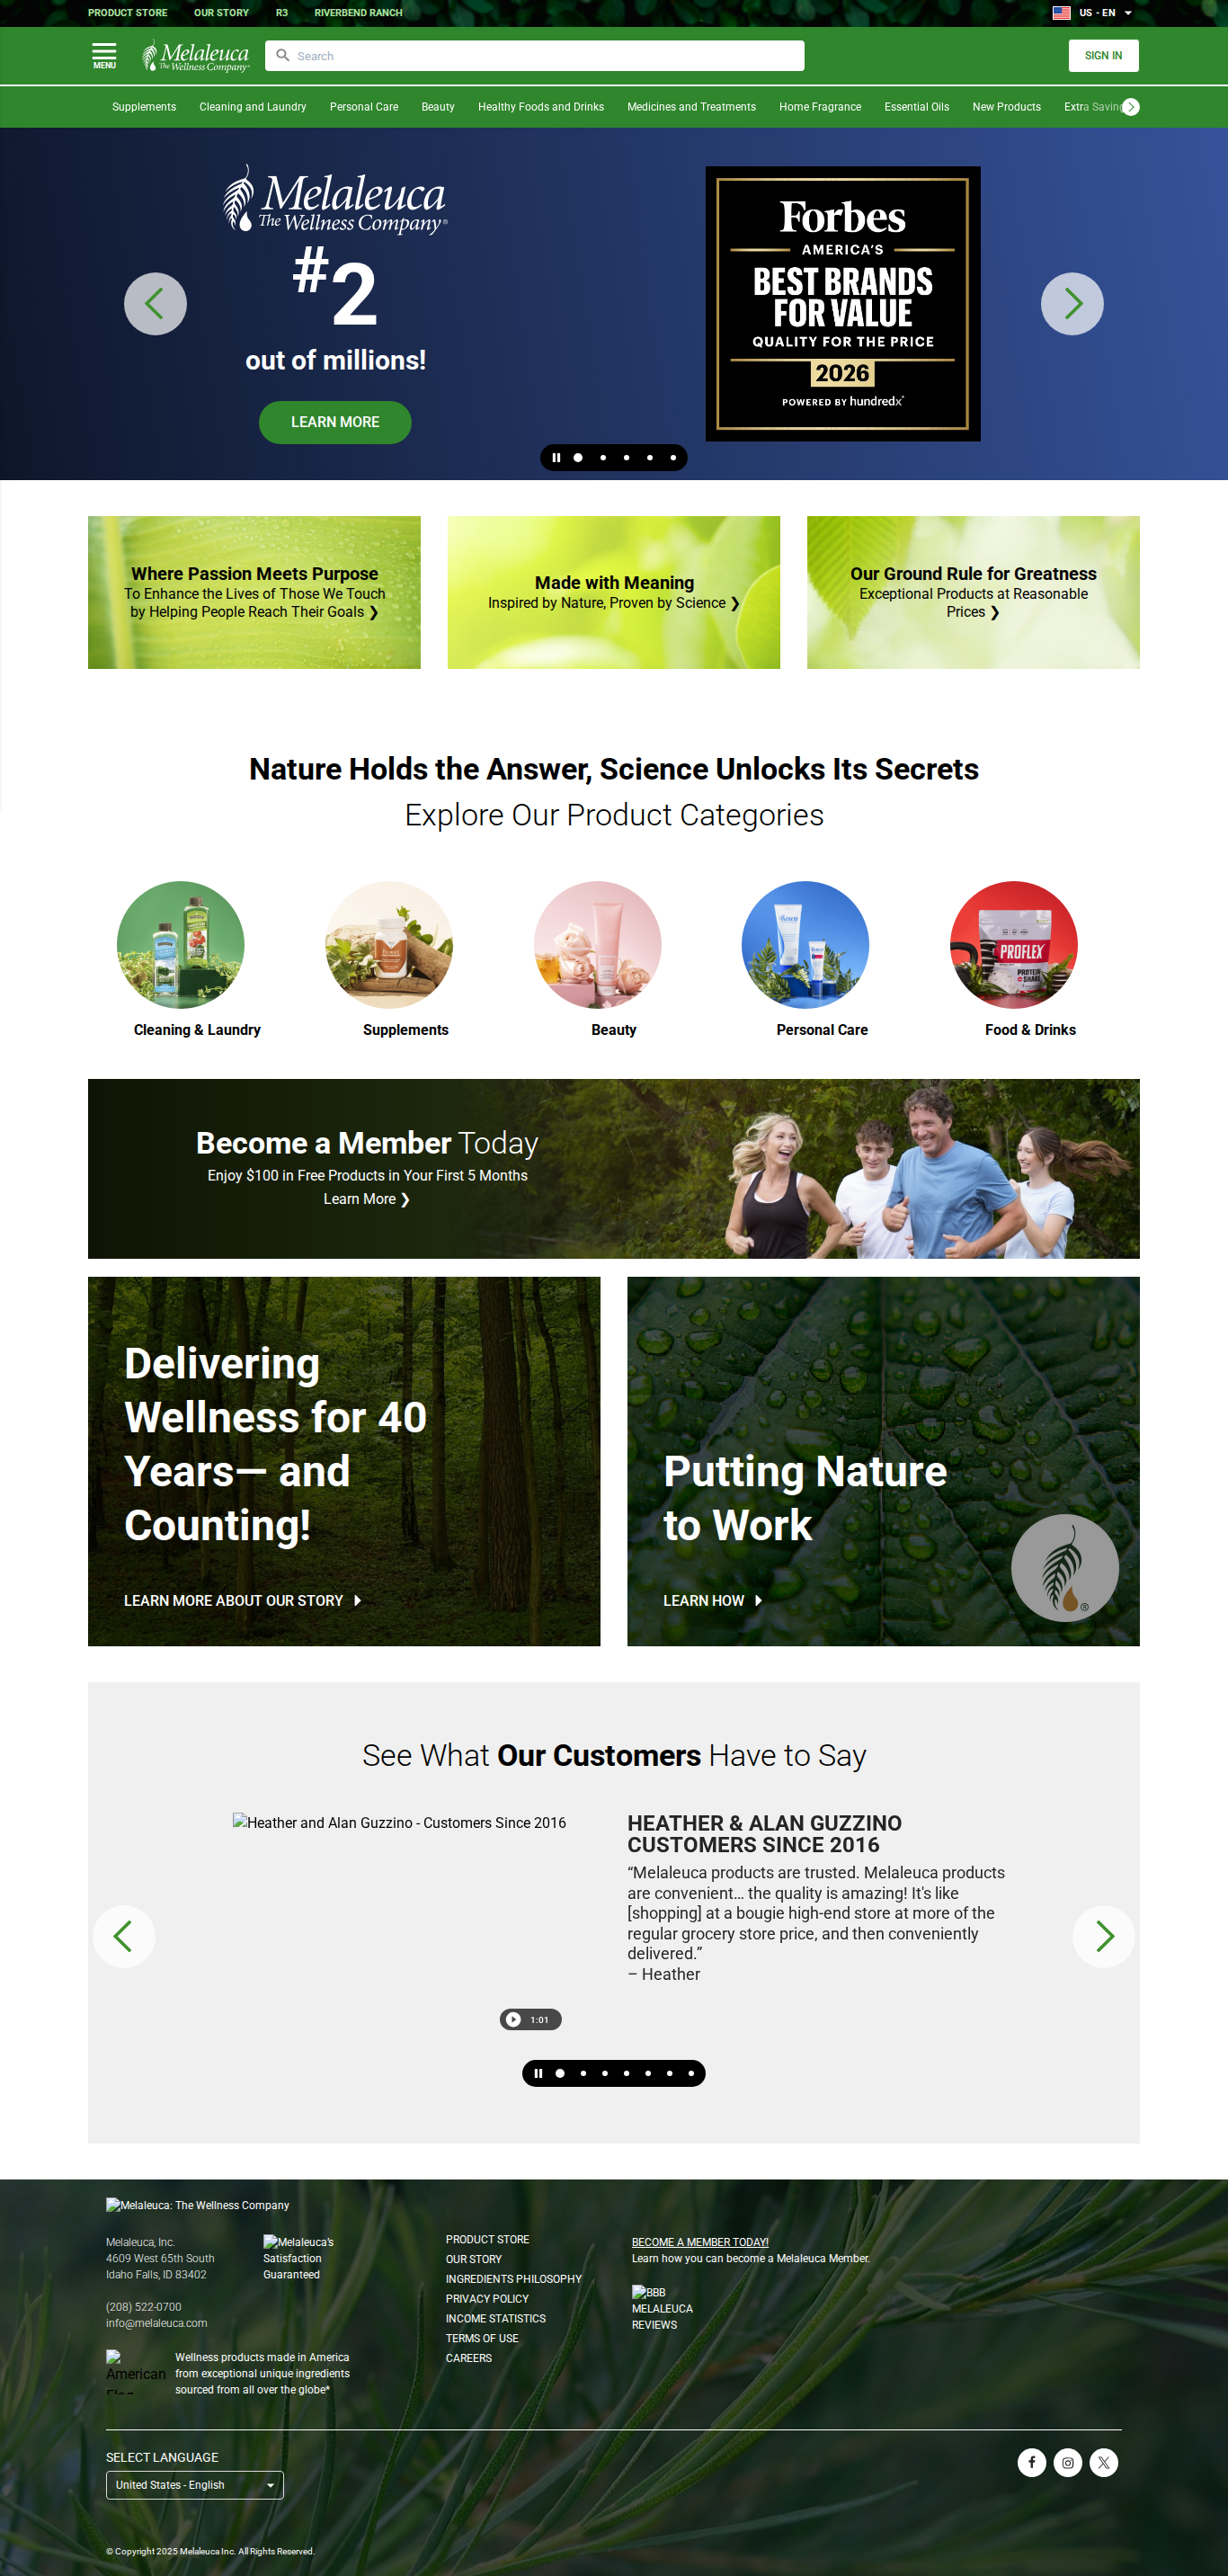 PRODUCT STORE OUR STORY R3 RIVERBEND RANCH US - EN
MENU
Melaleuca
The Wellness Company®
Search
SIGN IN
Supplements Cleaning and Laundry Personal Care Beauty Healthy Foods and Drinks Medicines and Treatments Home Fragrance Essential Oils New Products Extra Saving
Melaleuca
The Wellness Company®
#2
out of millions!
LEARN MORE
Forbes
AMERICA'S
BEST BRANDS
FOR VALUE
QUALITY FOR THE PRICE
2026
POWERED BY hundredx
Where Passion Meets Purpose
To Enhance the Lives of Those We Touch
by Helping People Reach Their Goals ❯
Made with Meaning
Inspired by Nature, Proven by Science ❯
Our Ground Rule for Greatness
Exceptional Products at Reasonable
Prices ❯
Nature Holds the Answer, Science Unlocks Its Secrets
Explore Our Product Categories
PROFLEX
PROTEIN
SHAKE
Cleaning & Laundry
Supplements
Beauty
Personal Care
Food & Drinks
Become a Member Today
Enjoy $100 in Free Products in Your First 5 Months
Learn More ❯
Delivering
Wellness for 40
Years— and
Counting!
LEARN MORE ABOUT OUR STORY
Putting Nature
to Work
LEARN HOW
®
See What Our Customers Have to Say
Heather and Alan Guzzino - Customers Since 2016
HEATHER & ALAN GUZZINO
CUSTOMERS SINCE 2016
“Melaleuca products are trusted. Melaleuca products
are convenient... the quality is amazing! It's like
[shopping] at a bougie high-end store at more of the
regular grocery store price, and then conveniently
delivered.”
– Heather
1:01
Melaleuca: The Wellness Company
Melaleuca, Inc.
4609 West 65th South
Idaho Falls, ID 83402
(208) 522-0700
info@melaleuca.com
Melaleuca's
Satisfaction
Guaranteed
American
Wellness products made in America
from exceptional unique ingredients
sourced from all over the globe*
PRODUCT STORE
OUR STORY
INGREDIENTS PHILOSOPHY
PRIVACY POLICY
INCOME STATISTICS
TERMS OF USE
CAREERS
BECOME A MEMBER TODAY!
Learn how you can become a Melaleuca Member.
BBB
MELALEUCA
REVIEWS
SELECT LANGUAGE
United States - English
© Copyright 2025 Melaleuca Inc. All Rights Reserved.